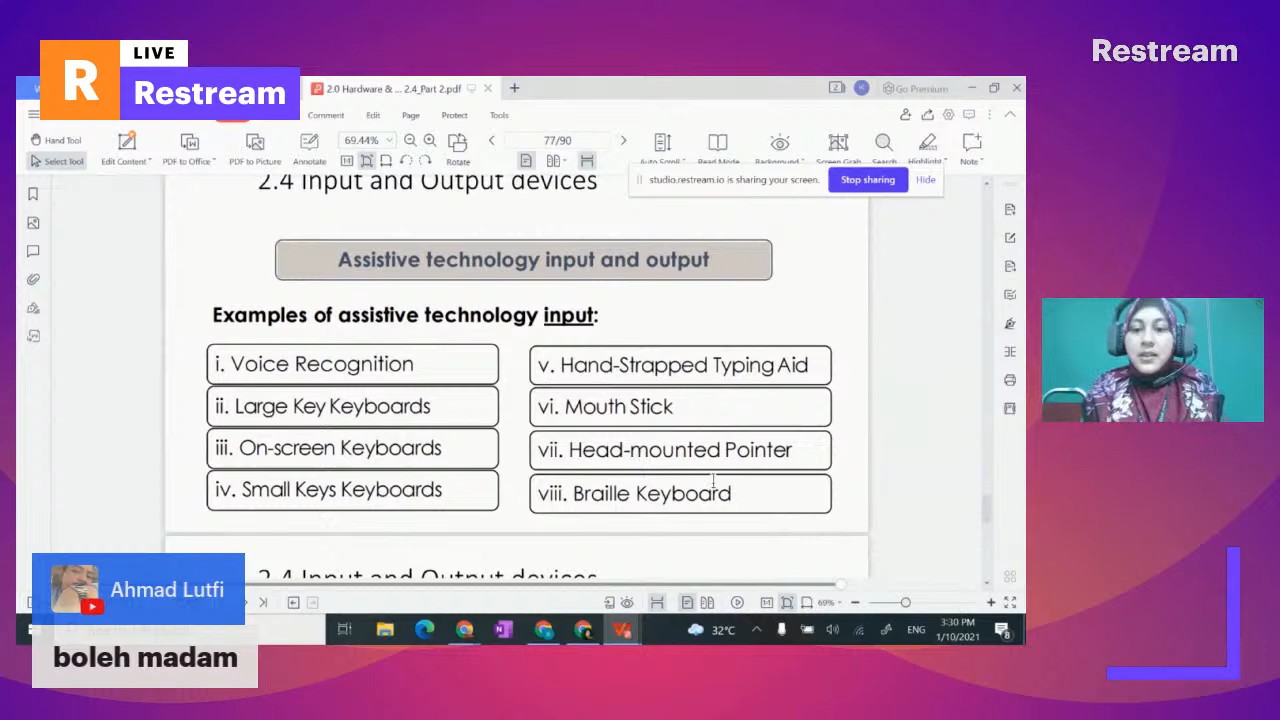 LIVE
R
Restream
Restream
2.0 Hardware & ... 2.4_Part 2.pdf
2
Go Premium
Comment
Edit
Page
Protect
Tools
Hand Tool
69.44%
77/90
Select Tool
Edit Content
PDF to Office
PDF to Picture
Annotate
Rotate
Auto Scroll
Read Mode
Background
Screen Grab
Search
Highlight
Note
studio.restream.io is sharing your screen.
Stop sharing
Hide
2.4 Input and Output devices
Assistive technology input and output
Examples of assistive technology input:
i. Voice Recognition
ii. Large Key Keyboards
iii. On-screen Keyboards
iv. Small Keys Keyboards
v. Hand-Strapped Typing Aid
vi. Mouth Stick
vii. Head-mounted Pointer
viii. Braille Keyboard
2.4 Input and Output devices
Ahmad Lutfi
boleh madam
69%
32°C
ENG
3:30 PM
1/10/2021
8